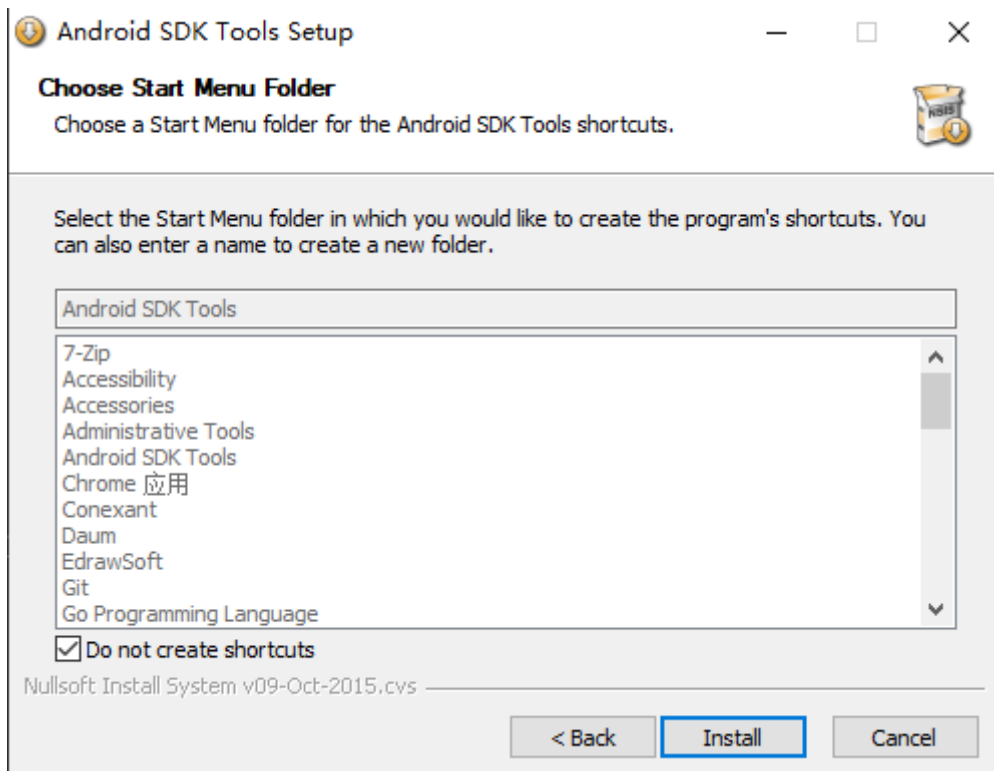 Android SDK Tools Setup
Choose Start Menu Folder
Choose a Start Menu folder for the Android SDK Tools shortcuts.
NSIS
Select the Start Menu folder in which you would like to create the program's shortcuts. You
can also enter a name to create a new folder.
Android SDK Tools
7-Zip
Accessibility
Accessories
Administrative Tools
Android SDK Tools
Chrome 应用
Conexant
Daum
EdrawSoft
Git
Go Programming Language
Do not create shortcuts
Nullsoft Install System v09-Oct-2015.cvs
< Back
Install
Cancel